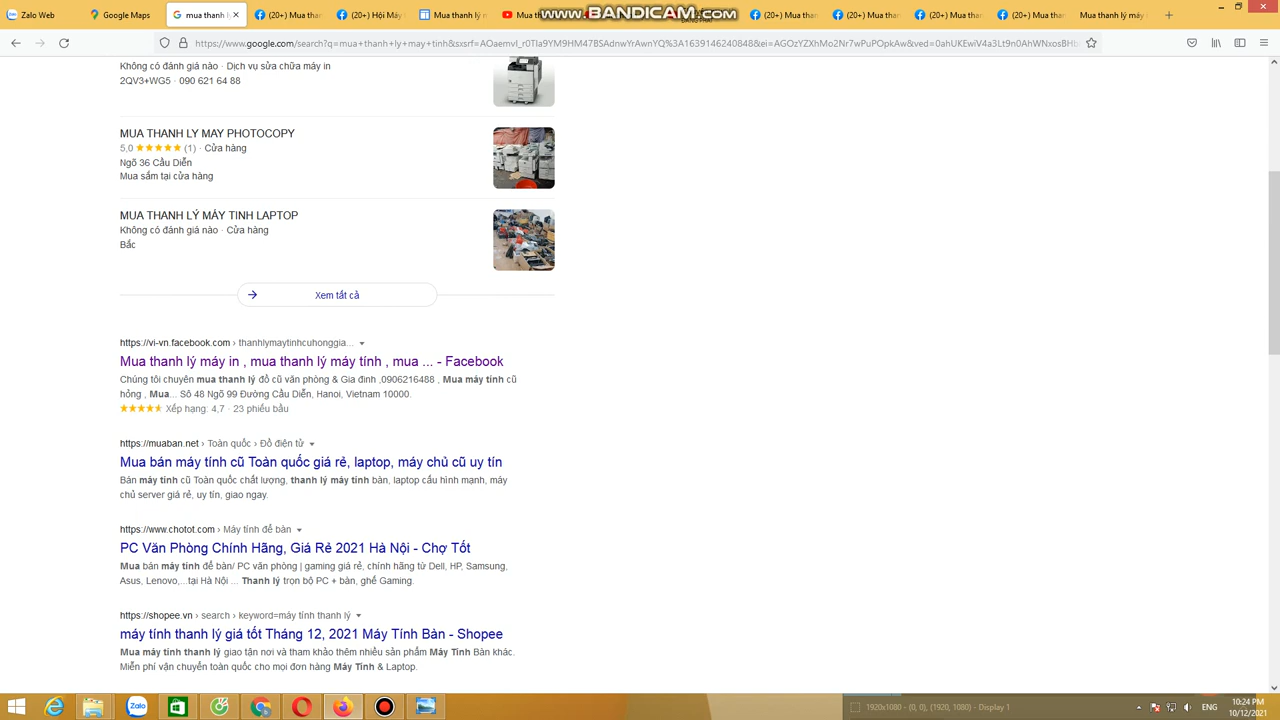 Zalo Web
Google Maps
mua thanh
(20+) Mua than
(20+) Hội Máy
Mua thanh lý n
Mua t
www.BANDICAM.com
(20+) Mua than
(20+) Mua than
(20+) Mua than
(20+) Mua than
Mua thanh lý máy i
https://www.google.com/search?q=mua+thanh+ly+may+tinh&sxsrf=
Không có đánh giá nào · Dịch vụ sửa chữa máy in
2QV3+WG5 · 090 621 64 88
MUA THANH LY MAY PHOTOCOPY
5,0 ★★★★★ (1) · Cửa hàng
Ngõ 36 Cầu Diễn
Mua sắm tại cửa hàng
MUA THANH LÝ MÁY TINH LAPTOP
Không có đánh giá nào · Cửa hàng
Bắc
Xem tất cả
https://vi-vn.facebook.com › thanhlymaytinhcuhonggia...
Mua thanh lý máy in , mua thanh lý máy tính , mua ... - Facebook
Chúng tôi chuyên mua thanh lý đồ cũ văn phòng & Gia đinh ,0906216488 , Mua máy tính cũ
hỏng , Mua... Số 48 Ngõ 99 Đường Cầu Diễn, Hanoi, Vietnam 10000.
Xếp hạng: 4,7 · 23 phiếu bầu
https://muaban.net › Toàn quốc › Đồ điện tử
Mua bán máy tính cũ Toàn quốc giá rẻ, laptop, máy chủ cũ uy tín
Bán máy tính cũ Toàn quốc chất lượng, thanh lý máy tính bàn, laptop cấu hình mạnh, máy
chủ server giá rẻ, uy tín, giao ngay.
https://www.chotot.com › Máy tính để bàn
PC Văn Phòng Chính Hãng, Giá Rẻ 2021 Hà Nội - Chợ Tốt
Mua bán máy tính để bàn/ PC văn phòng | gaming giá rẻ, chính hãng từ Dell, HP, Samsung,
Asus, Lenovo,...tại Hà Nội ... Thanh lý trọn bộ PC + bàn, ghế Gaming.
https://shopee.vn › search › keyword=máy tính thanh lý
máy tính thanh lý giá tốt Tháng 12, 2021 Máy Tính Bàn - Shopee
Mua máy tính thanh lý giao tận nơi và tham khảo thêm nhiều sản phẩm Máy Tính Bàn khác.
Miễn phí vận chuyển toàn quốc cho mọi đơn hàng Máy Tính & Laptop.
Zalo
1920x1080 - (0, 0), (1920, 1080) - Display 1
ENG
10:24 PM
10/12/2021